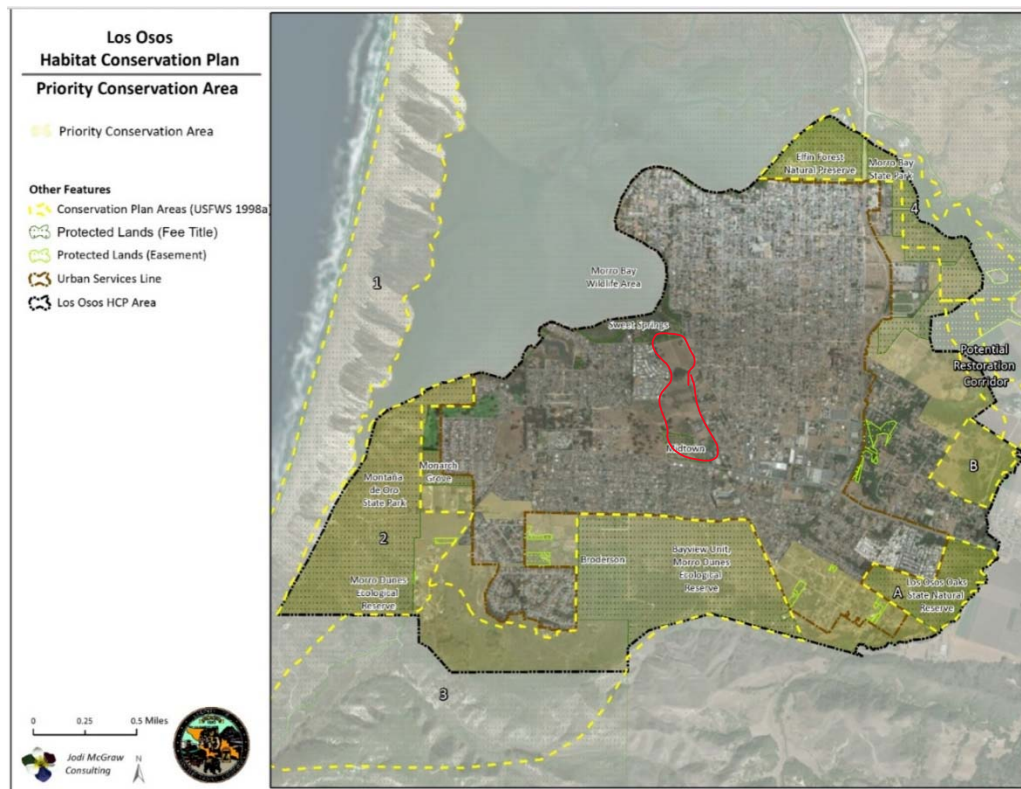 Los Osos
Habitat Conservation Plan
Priority Conservation Area
Priority Conservation Area
Other Features
Conservation Plan Areas (USFWS 1998a)
Protected Lands (Fee Title)
Protected Lands (Easement)
Urban Services Line
Los Osos HCP Area
0 0.25 0.5 Miles
Jodi McGraw
Consulting
N
Elfin Forest
Natural Preserve
Morro Bay
State Park
4
1
Morro Bay
Wildlife Area
Sweet Springs
Potential
Restoration
Corridor
Midtown
B
Monarsh
Grove
Montaña
de Oro
State Park
2
Morro Dunes
Ecological
Reserve
Broderson
Bayview Unit,
Morro Dunes
Ecological
Reserve
A
Los Osos Oaks
State Natural
Reserve
3